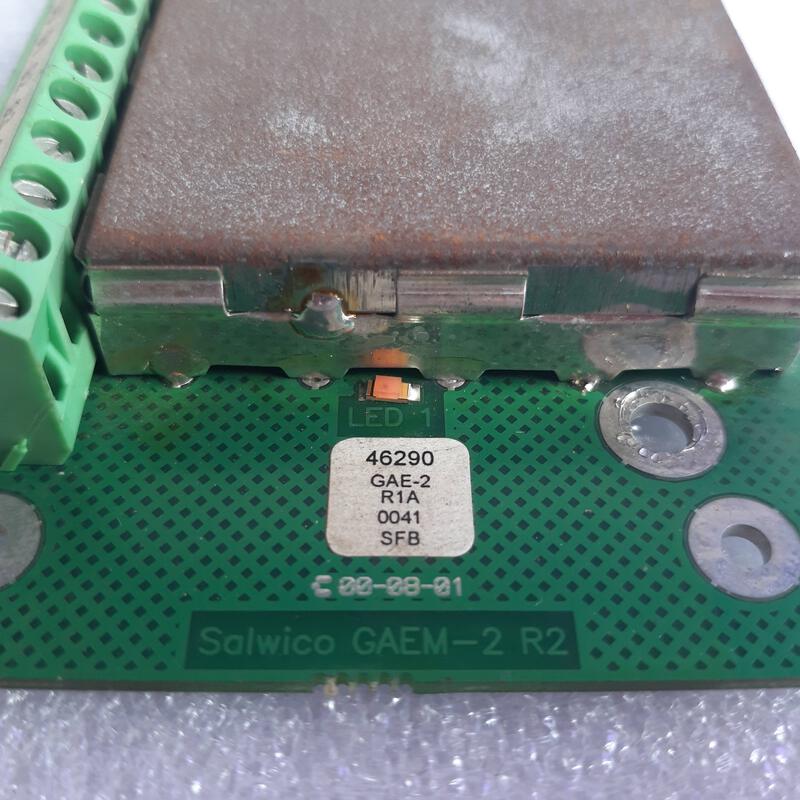 LED 1
46290
GAE-2
R1A
0041
SFB
00-08-01
Salwico GAEM-2 R2